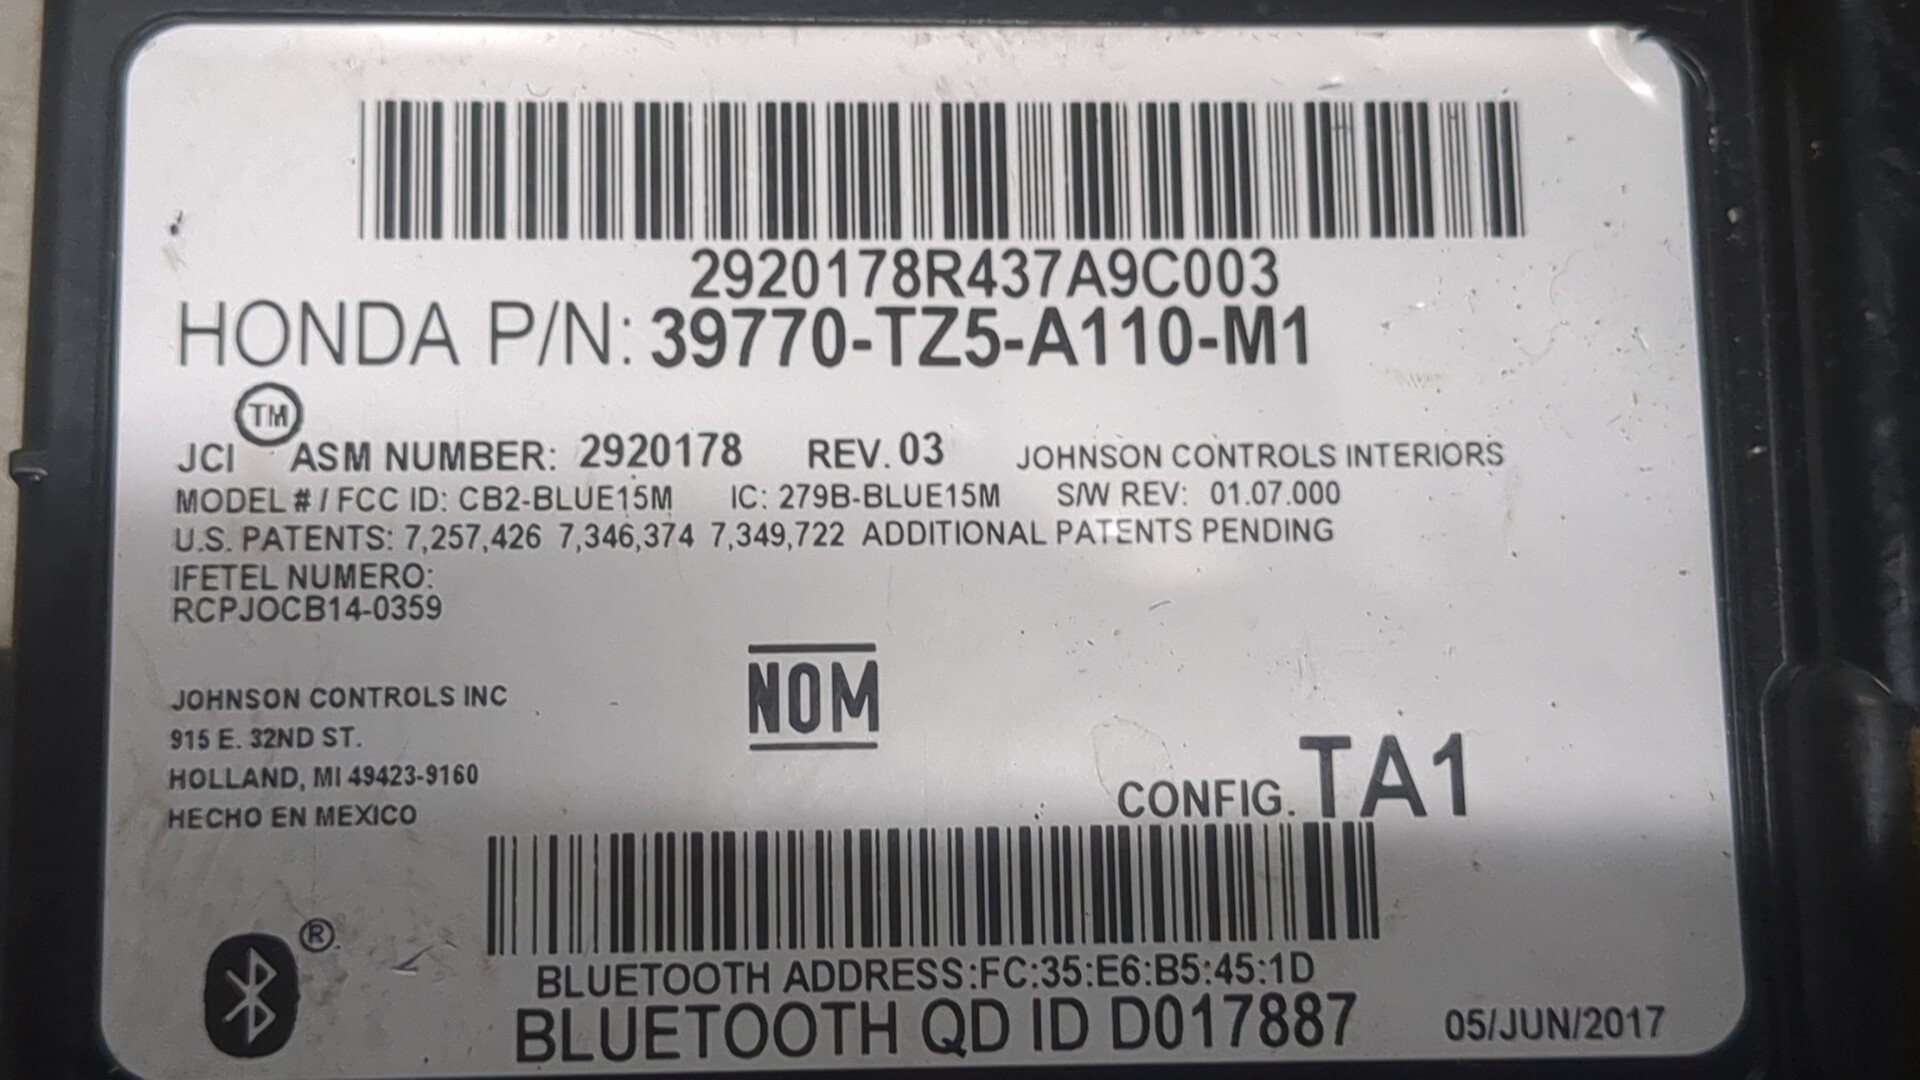 2920178R437A9C003
HONDA P/N: 39770-TZ5-A110-M1
TM
JCI ASM NUMBER: 2920178 REV. 03 JOHNSON CONTROLS INTERIORS
MODEL # / FCC ID: CB2-BLUE15M IC: 279B-BLUE15M S/W REV: 01.07.000
U.S. PATENTS: 7,257,426 7,346,374 7,349,722 ADDITIONAL PATENTS PENDING
IFETEL NUMERO:
RCPJOCB14-0359
NOM
JOHNSON CONTROLS INC
915 E. 32ND ST.
HOLLAND, MI 49423-9160
HECHO EN MEXICO
CONFIG. TA1
®
BLUETOOTH ADDRESS:FC:35:E6:B5:45:1D
BLUETOOTH QD ID D017887
05/JUN/2017